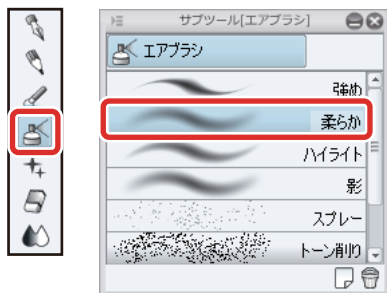 サブツール[エアブラシ]
エアブラシ
強め
柔らか
ハイライト
影
スプレー
トーン削り